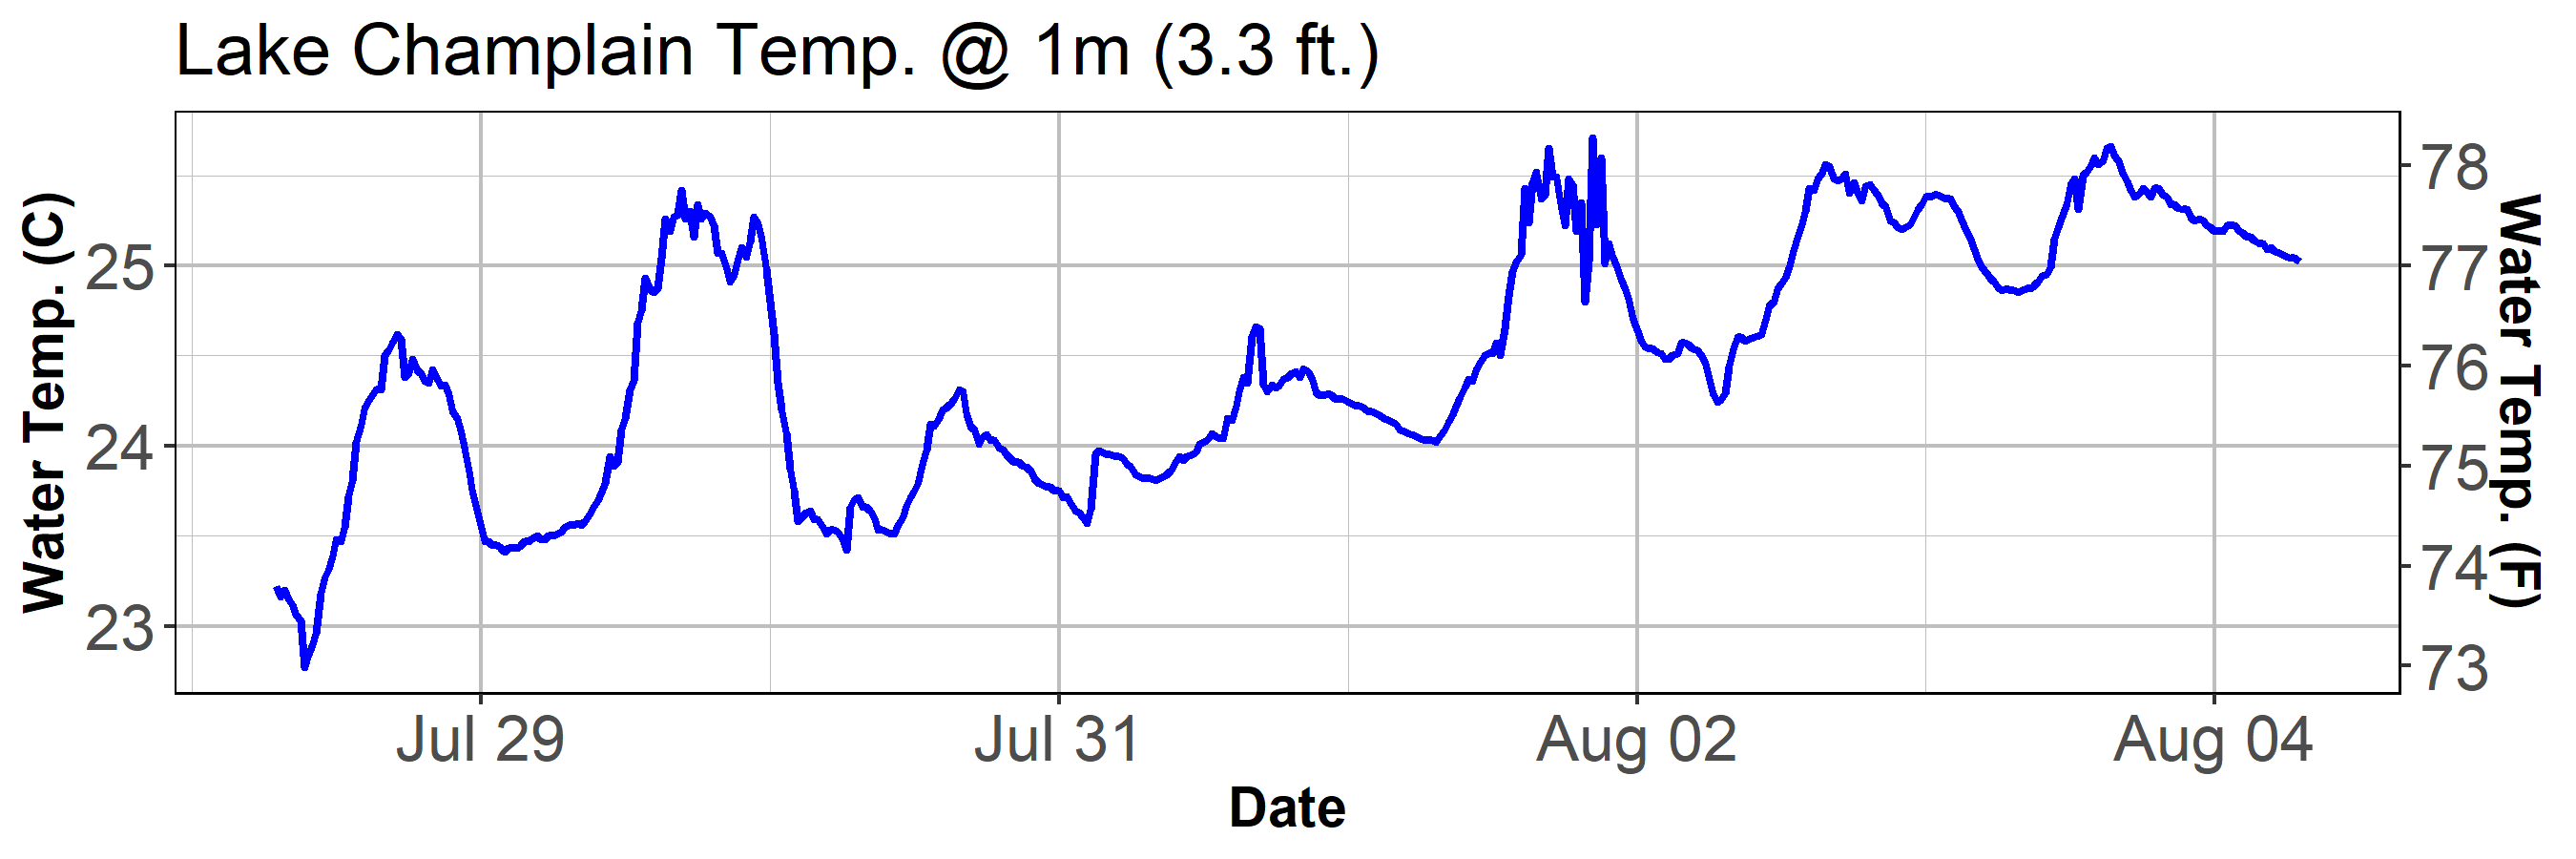 Lake Champlain Temp. @ 1m (3.3 ft.)
Water Temp. (C)
25
24
23
78
77
76
75
74
73
Water Temp. (F)
Jul 29 Jul 31 Aug 02 Aug 04
Date